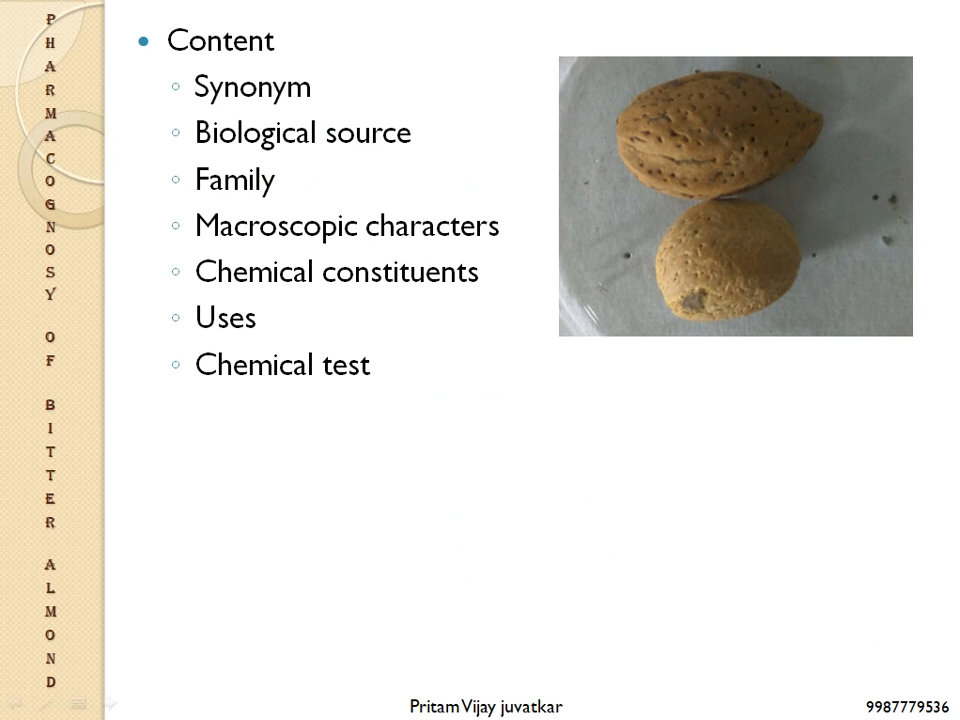 PHARMACOGNOSY OF BITTER ALMOND
Content
Synonym
Biological source
Family
Macroscopic characters
Chemical constituents
Uses
Chemical test
Pritam Vijay juvatkar
9987779536